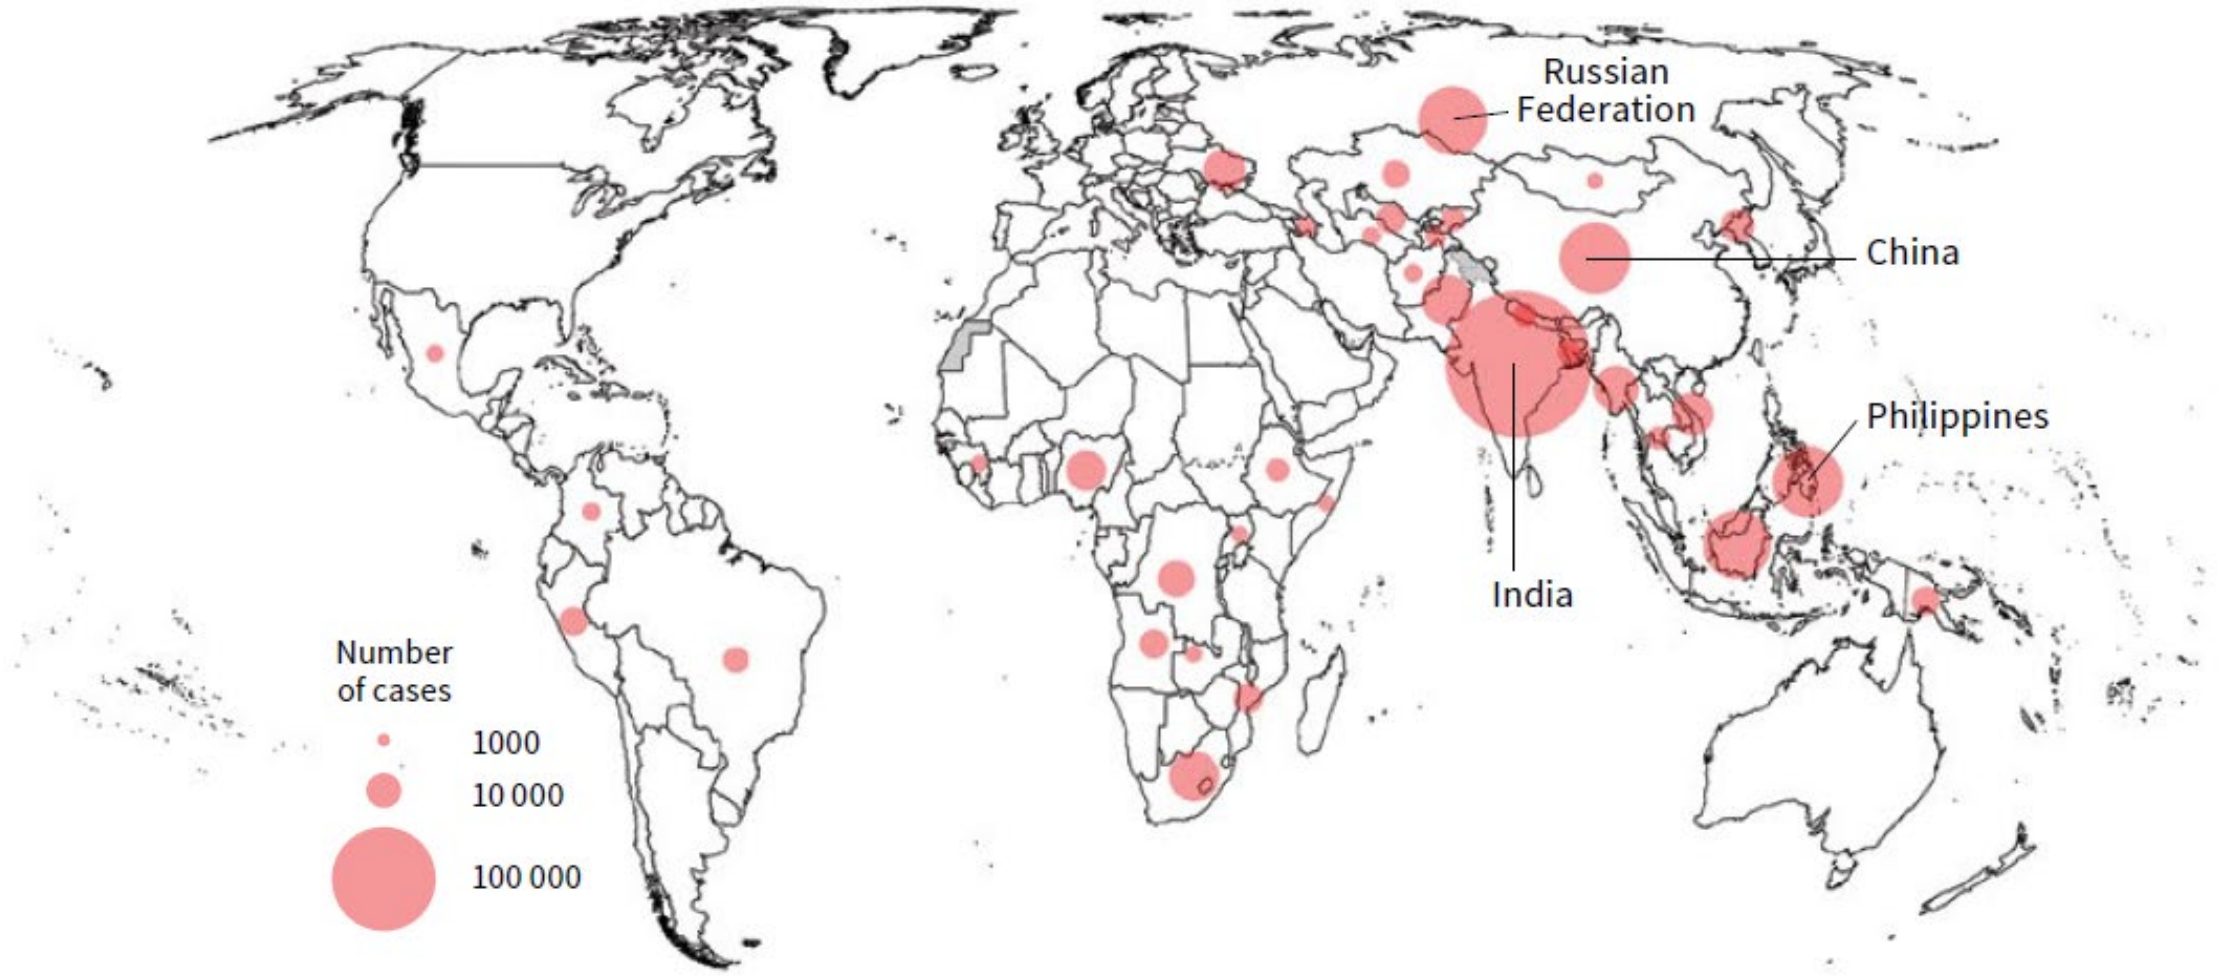 Russian
Federation
China
Philippines
India
Number
of cases
1000
10 000
100 000